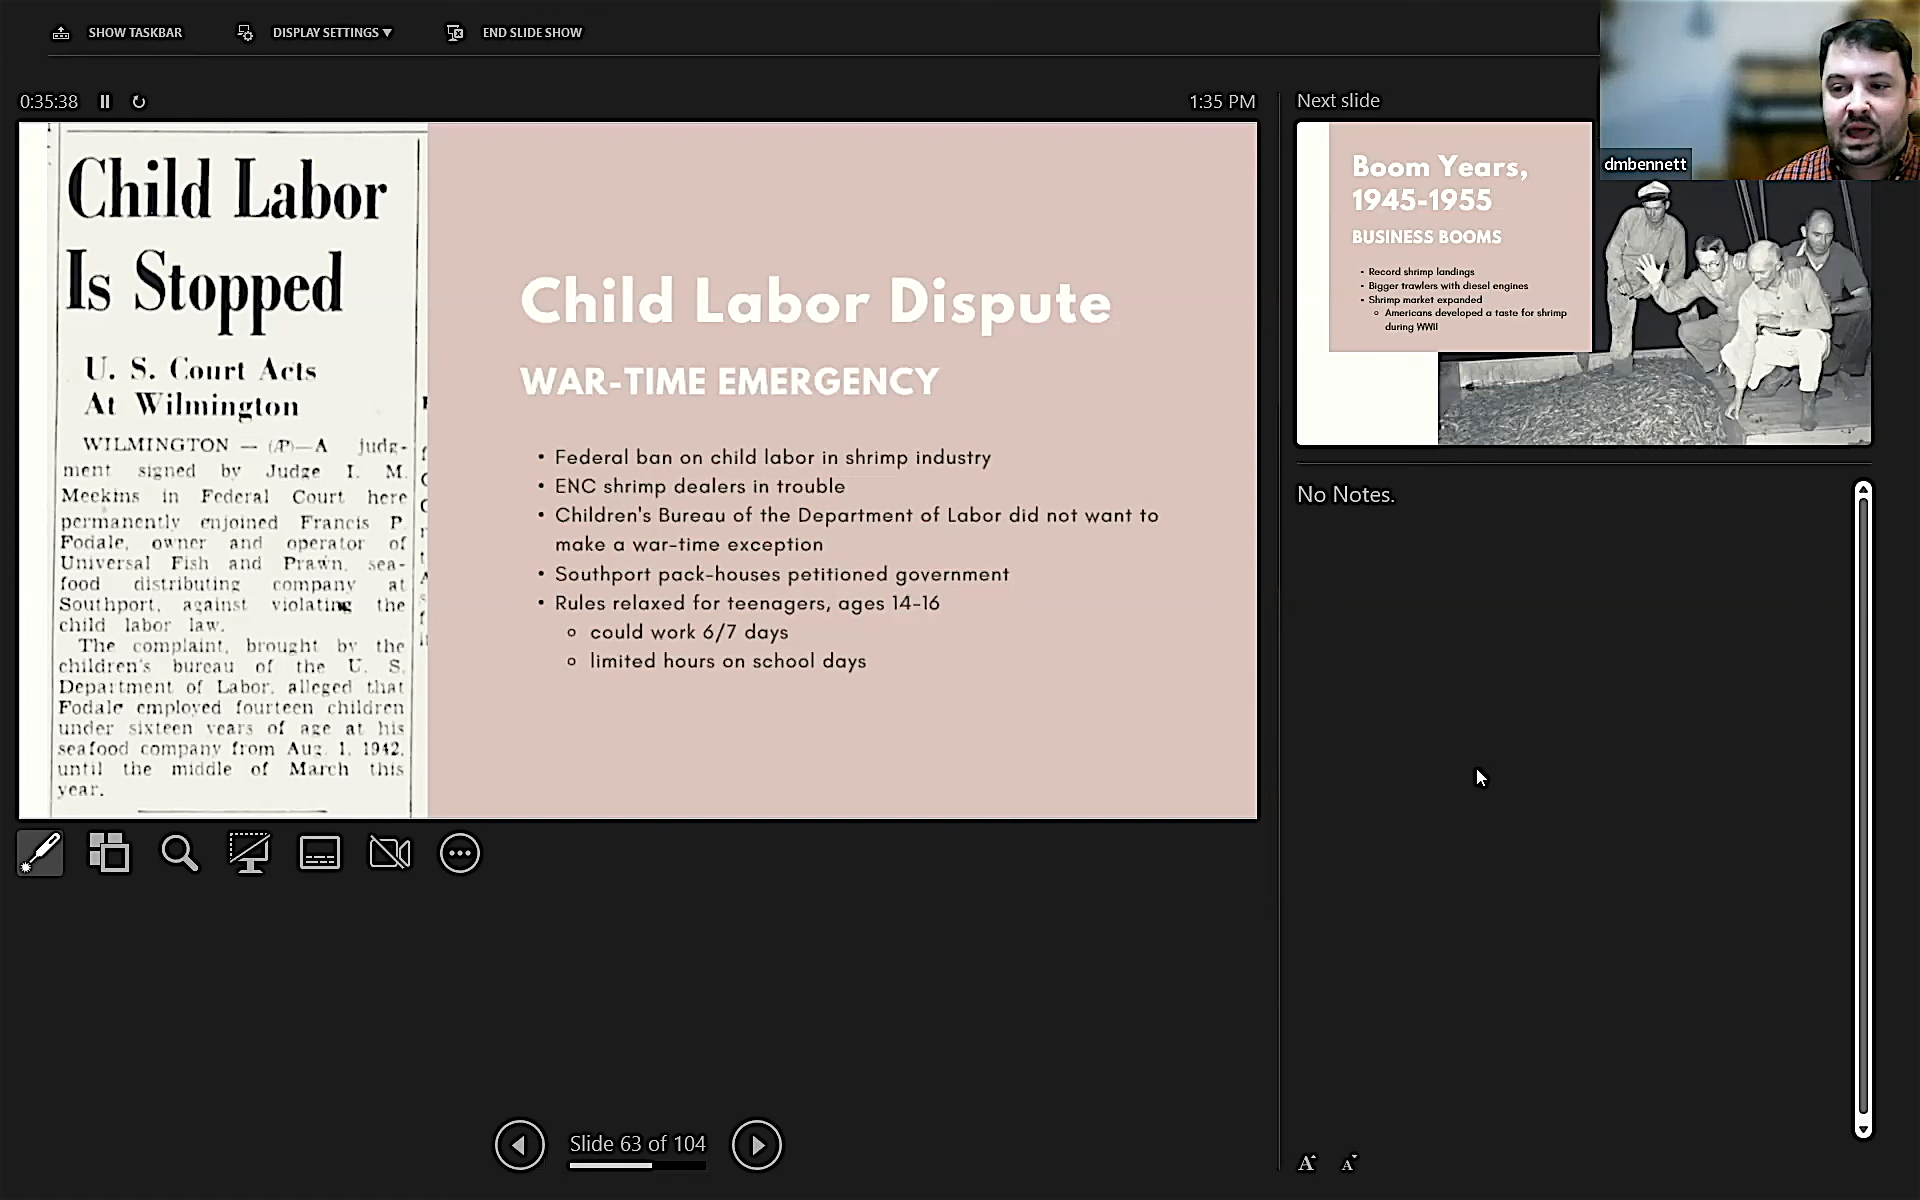 SHOW TASKBAR
DISPLAY SETTINGS ▼
END SLIDE SHOW
0:35:38
1:35 PM
Child Labor
Is Stopped
U. S. Court Acts
At Wilmington
WILMINGTON — (AP)—A judg-
ment signed by Judge I. M.
Meekins in Federal Court here
permanently enjoined Francis P.
Fodale, owner and operator of
Universal Fish and Prawn, sea-
food distributing company at
Southport, against violating the
child labor law.
The complaint, brought by the
children's bureau of the U. S.
Department of Labor, alleged that
Fodale employed fourteen children
under sixteen years of age at his
seafood company from Aug. 1, 1942,
until the middle of March this
year.
Child Labor Dispute
WAR-TIME EMERGENCY
• Federal ban on child labor in shrimp industry
• ENC shrimp dealers in trouble
• Children's Bureau of the Department of Labor did not want to
make a war-time exception
• Southport pack-houses petitioned government
• Rules relaxed for teenagers, ages 14-16
could work 6/7 days
limited hours on school days
Slide 63 of 104
Next slide
Boom Years,
1945-1955
BUSINESS BOOMS
• Record shrimp landings
• Bigger trawlers with diesel engines
• Shrimp market expanded
Americans developed a taste for shrimp
during WWII
dmbennett
No Notes.
A A